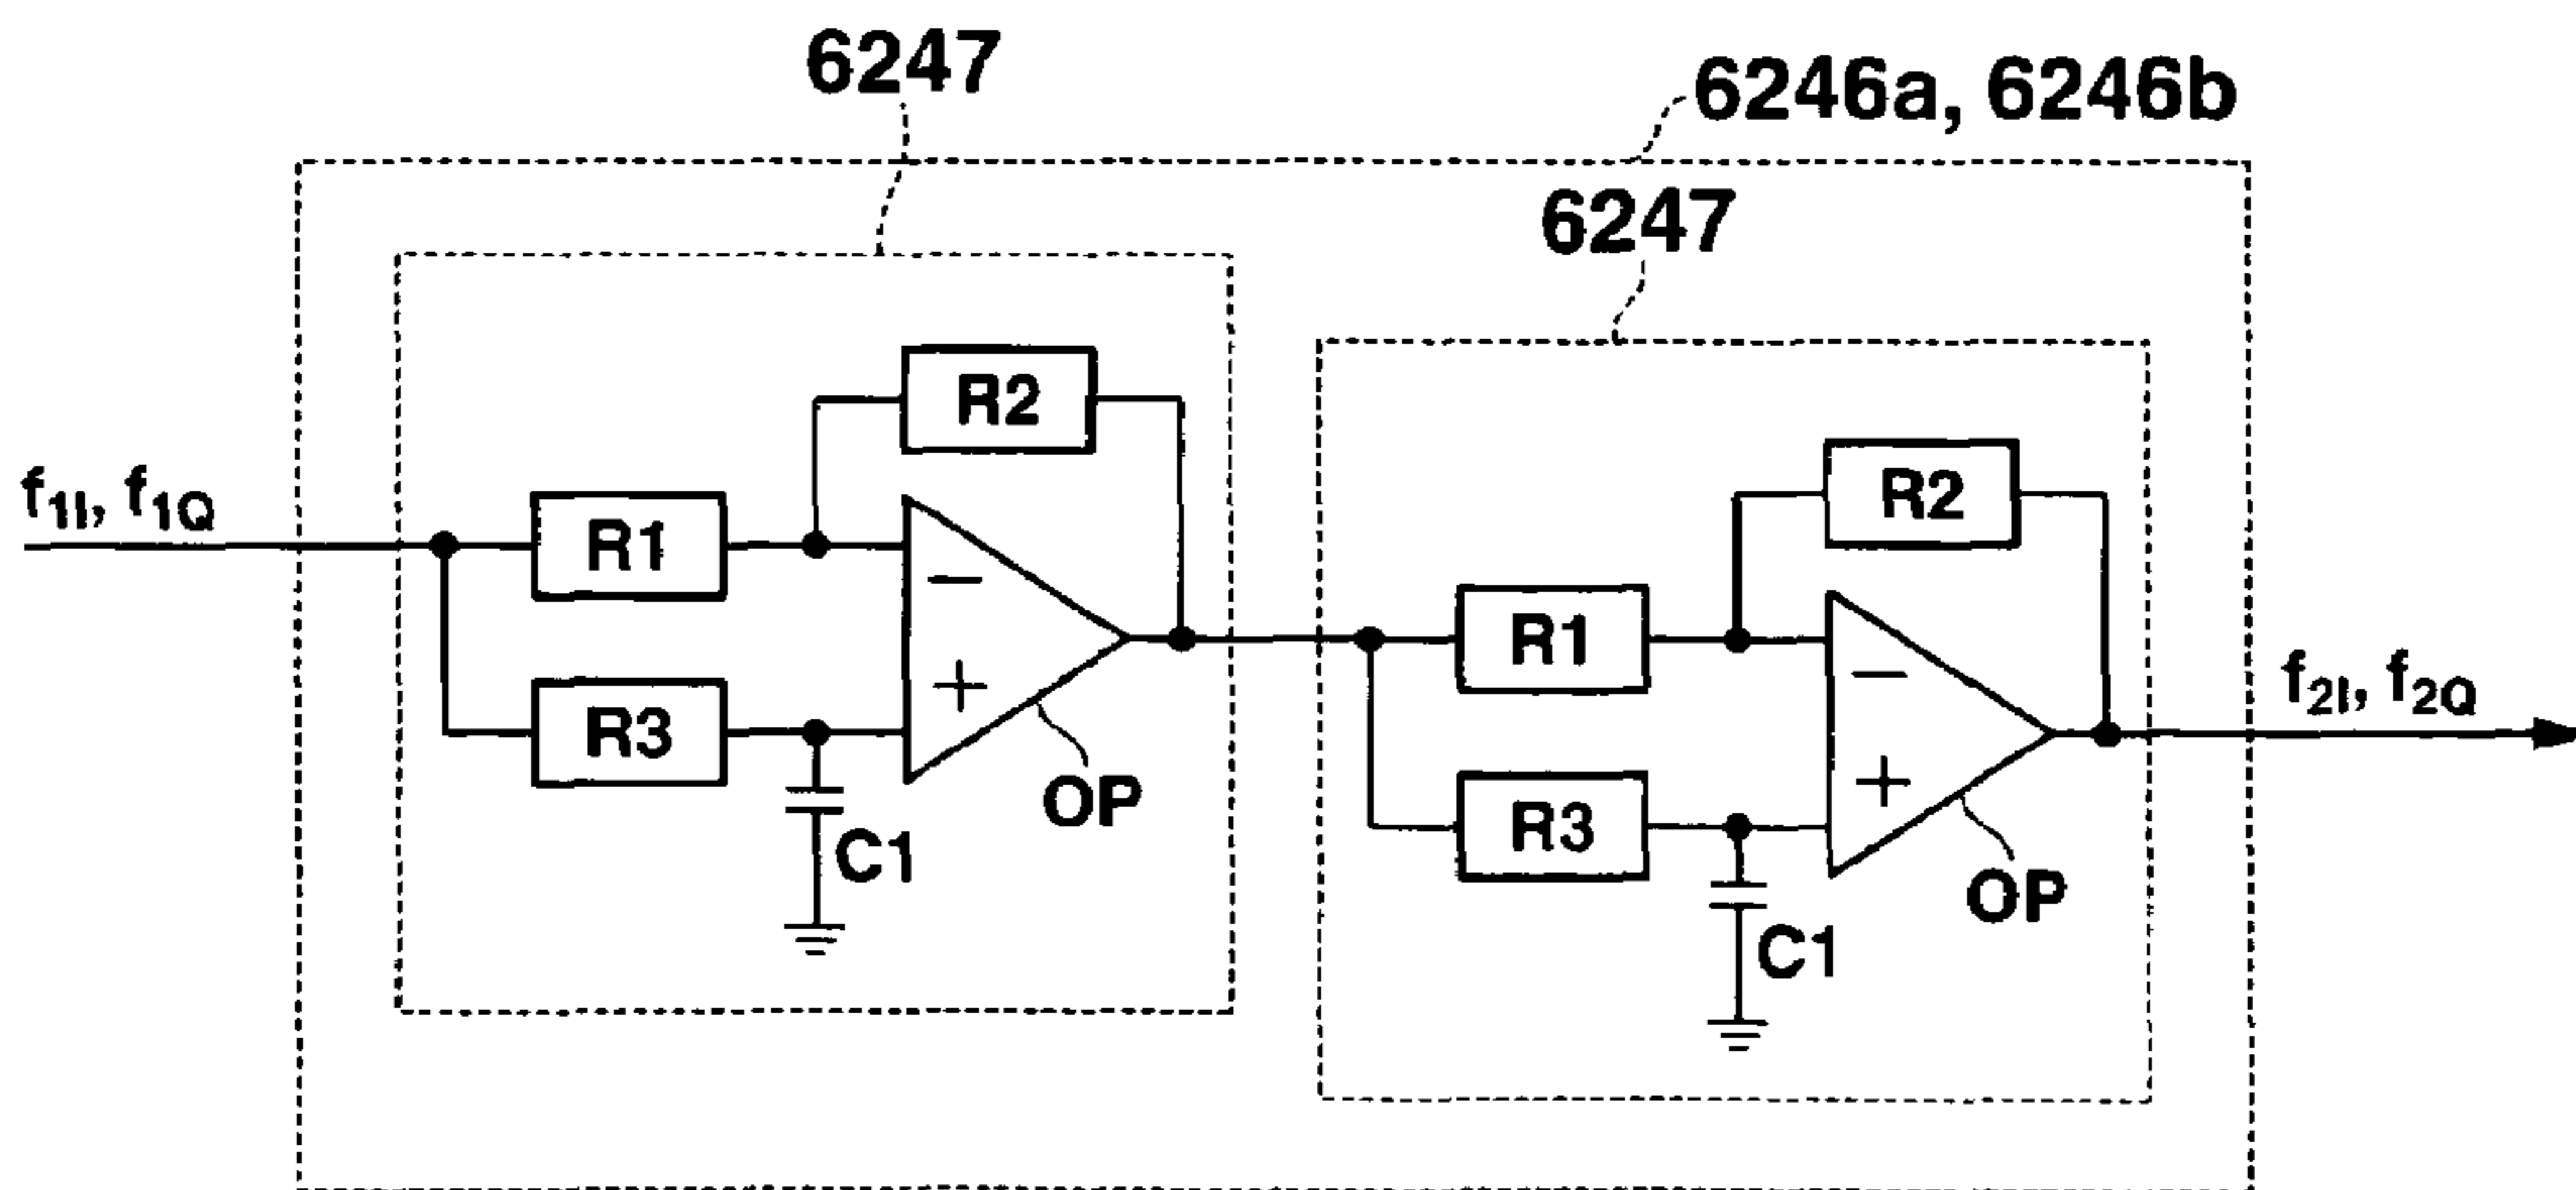 6247
6246a, 6246b
6247
R2
R2
f1I, f1Q
R1
−
R1
−
R3
+
f2I, f2Q
OP
R3
+
C1
OP
C1